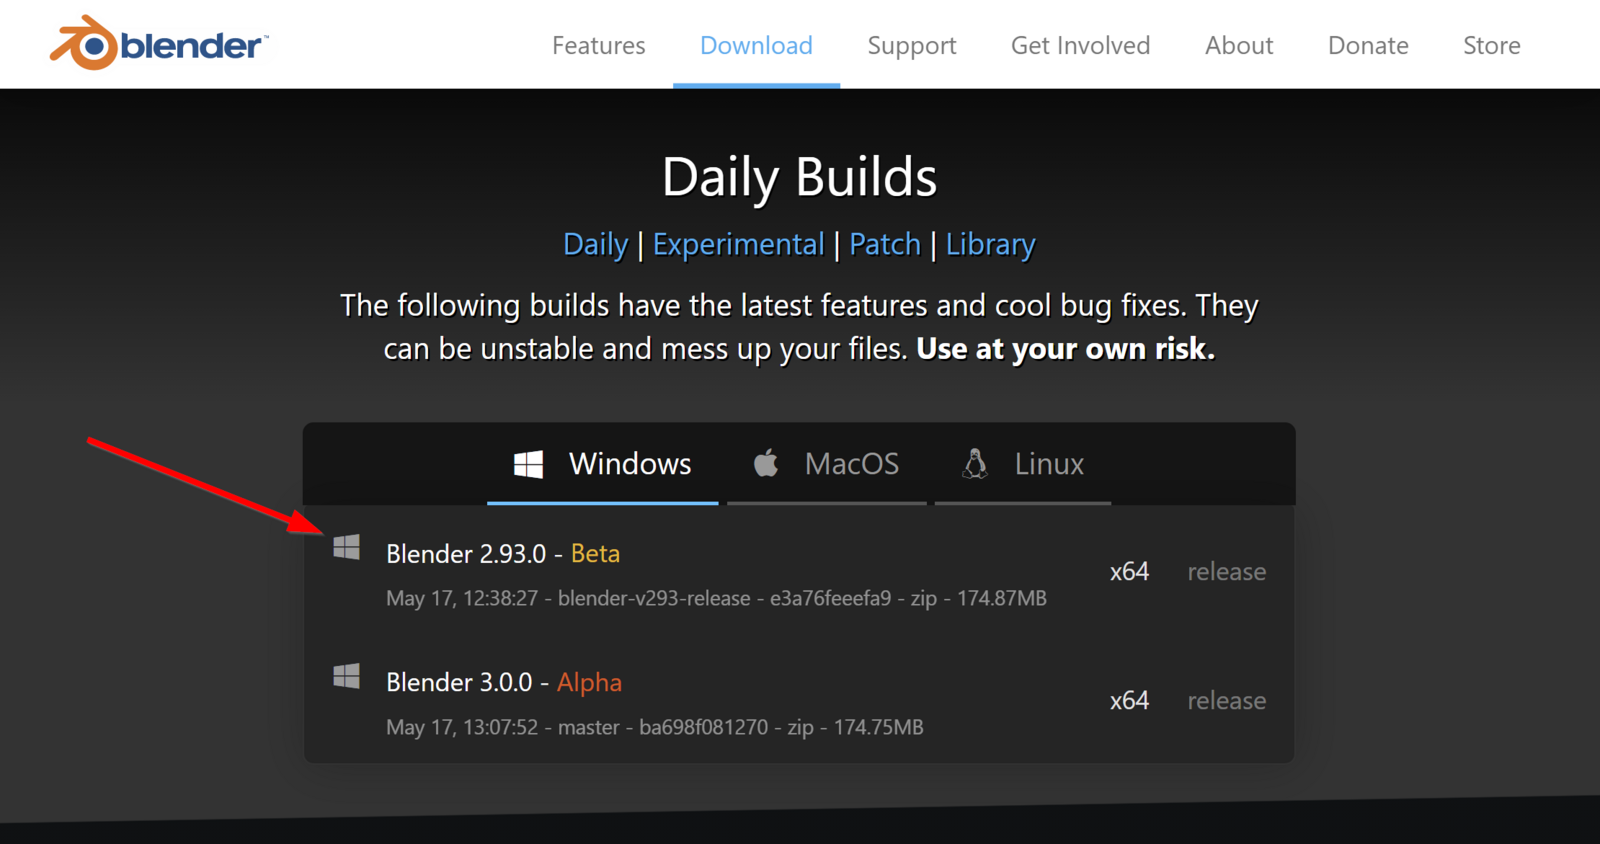 blender™
Features Download Support Get Involved About Donate Store
Daily Builds
Daily | Experimental | Patch | Library
The following builds have the latest features and cool bug fixes. They
can be unstable and mess up your files. Use at your own risk.
Windows MacOS Linux
Blender 2.93.0 - Beta
x64 release
May 17, 12:38:27 - blender-v293-release - e3a76feeefa9 - zip - 174.87MB
Blender 3.0.0 - Alpha
x64 release
May 17, 13:07:52 - master - ba698f081270 - zip - 174.75MB